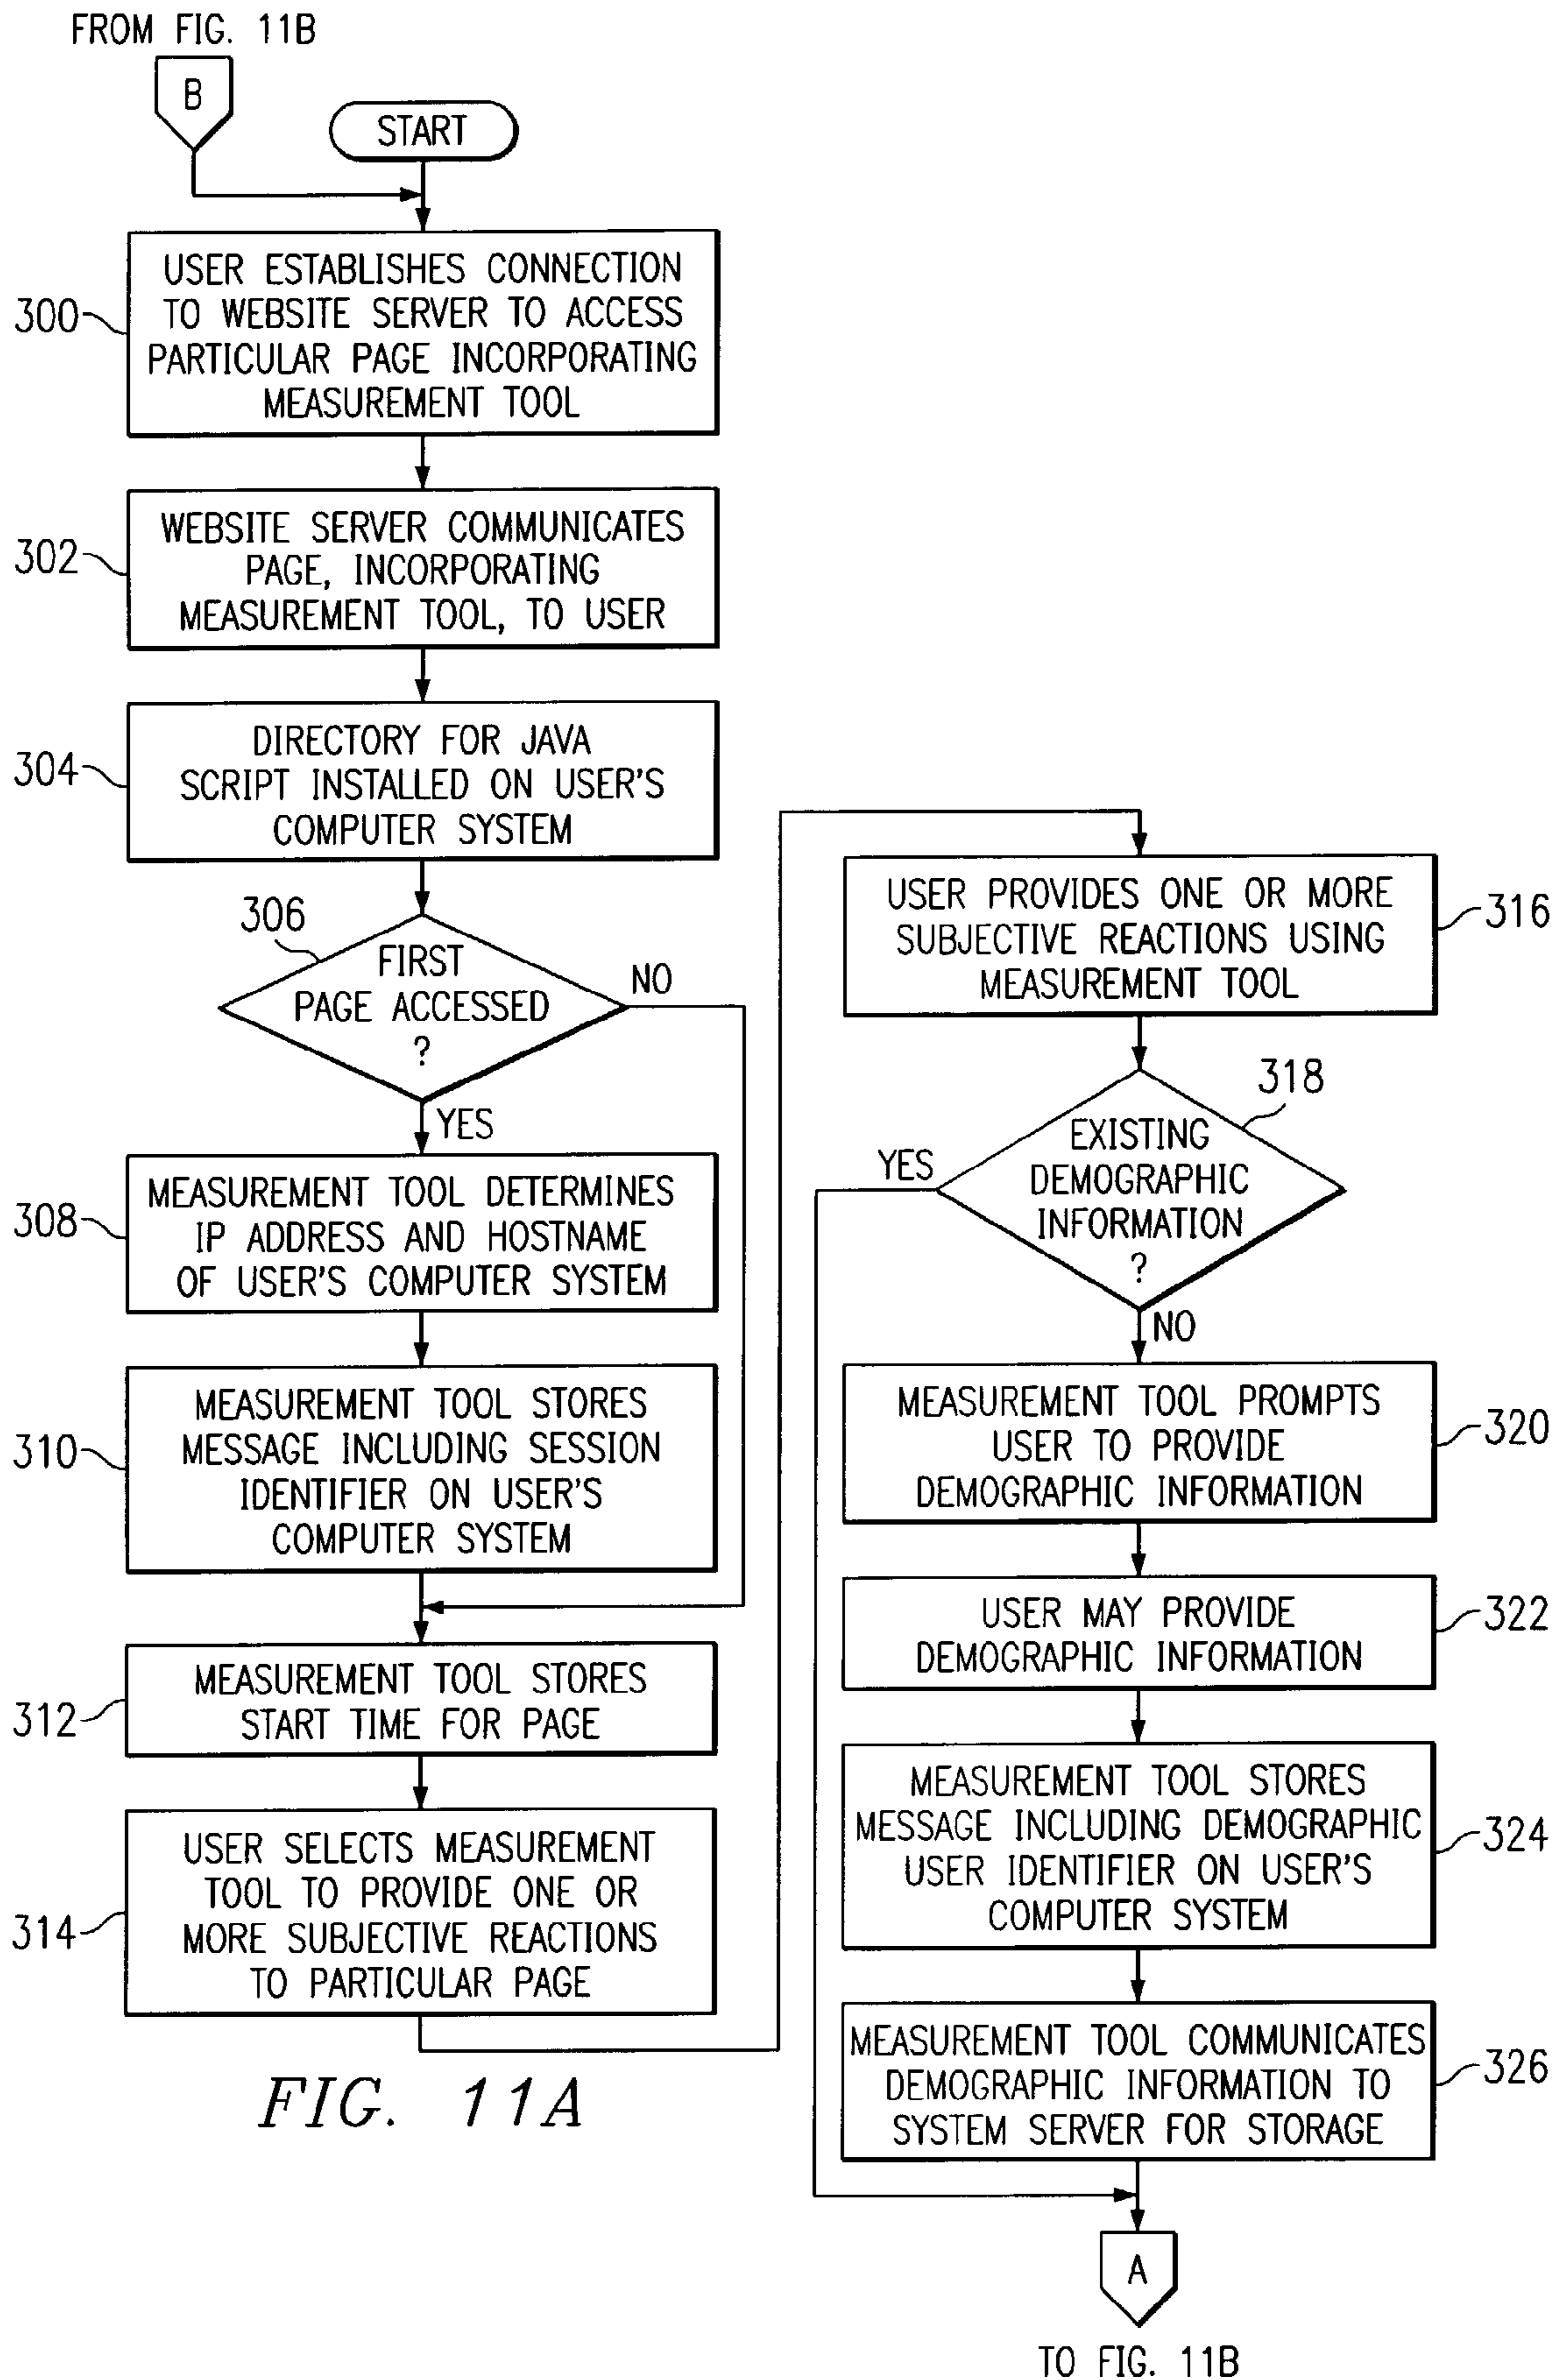 FROM FIG. 11B
B
START
300
USER ESTABLISHES CONNECTION
TO WEBSITE SERVER TO ACCESS
PARTICULAR PAGE INCORPORATING
MEASUREMENT TOOL
302
WEBSITE SERVER COMMUNICATES
PAGE, INCORPORATING
MEASUREMENT TOOL, TO USER
304
DIRECTORY FOR JAVA
SCRIPT INSTALLED ON USER'S
COMPUTER SYSTEM
306
FIRST
PAGE ACCESSED
?
NO
YES
308
MEASUREMENT TOOL DETERMINES
IP ADDRESS AND HOSTNAME
OF USER'S COMPUTER SYSTEM
310
MEASUREMENT TOOL STORES
MESSAGE INCLUDING SESSION
IDENTIFIER ON USER'S
COMPUTER SYSTEM
312
MEASUREMENT TOOL STORES
START TIME FOR PAGE
314
USER SELECTS MEASUREMENT
TOOL TO PROVIDE ONE OR
MORE SUBJECTIVE REACTIONS
TO PARTICULAR PAGE
316
USER PROVIDES ONE OR MORE
SUBJECTIVE REACTIONS USING
MEASUREMENT TOOL
318
EXISTING
DEMOGRAPHIC
INFORMATION
?
YES
NO
320
MEASUREMENT TOOL PROMPTS
USER TO PROVIDE
DEMOGRAPHIC INFORMATION
322
USER MAY PROVIDE
DEMOGRAPHIC INFORMATION
324
MEASUREMENT TOOL STORES
MESSAGE INCLUDING DEMOGRAPHIC
USER IDENTIFIER ON USER'S
COMPUTER SYSTEM
326
MEASUREMENT TOOL COMMUNICATES
DEMOGRAPHIC INFORMATION TO
SYSTEM SERVER FOR STORAGE
A
TO FIG. 11B
FIG. 11A